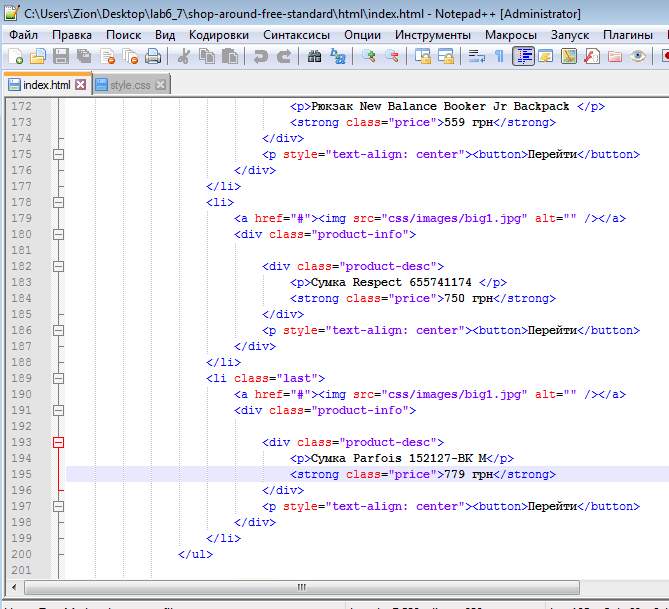 C:\Users\Zion\Desktop\lab6_7\shop-around-free-standard\html\index.html - Notepad++ [Administrator]
Файл Правка Поиск Вид Кодировки Синтаксисы Опции Инструменты Макросы Запуск Плагины
index.html style.css
172 <p>Рюкзак New Balance Booker Jr Backpack </p>
173 <strong class="price">559 грн</strong>
174 </div>
175 <p style="text-align: center"><button>Перейти</button>
176 </div>
177 </li>
178 <li>
179 <a href="#"><img src="css/images/big1.jpg" alt="" /></a>
180 <div class="product-info">
181
182 <div class="product-desc">
183 <p>Сумка Respect 655741174 </p>
184 <strong class="price">750 грн</strong>
185 </div>
186 <p style="text-align: center"><button>Перейти</button>
187 </div>
188 </li>
189 <li class="last">
190 <a href="#"><img src="css/images/big1.jpg" alt="" /></a>
191 <div class="product-info">
192
193 <div class="product-desc">
194 <p>Сумка Parfois 152127-BK M</p>
195 <strong class="price">779 грн</strong>
196 </div>
197 <p style="text-align: center"><button>Перейти</button>
198 </div>
199 </li>
200 </ul>
201